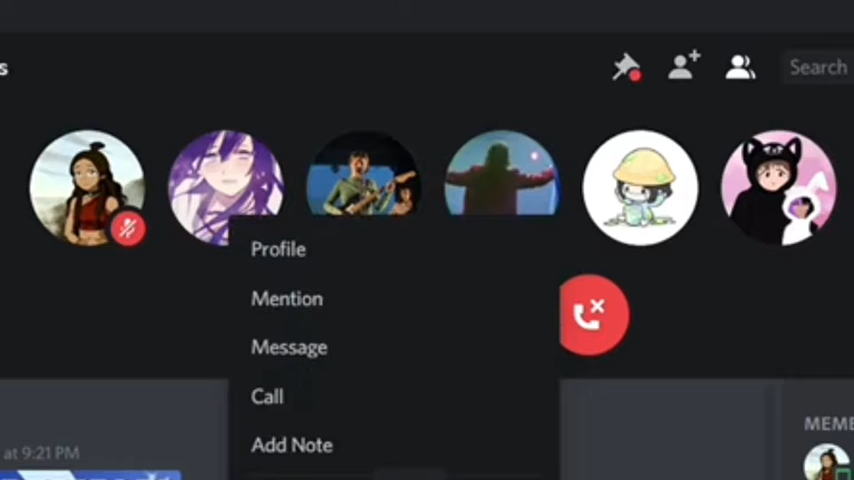 s
Search
Profile
Mention
Message
Call
Add Note
at 9:21 PM
MEME